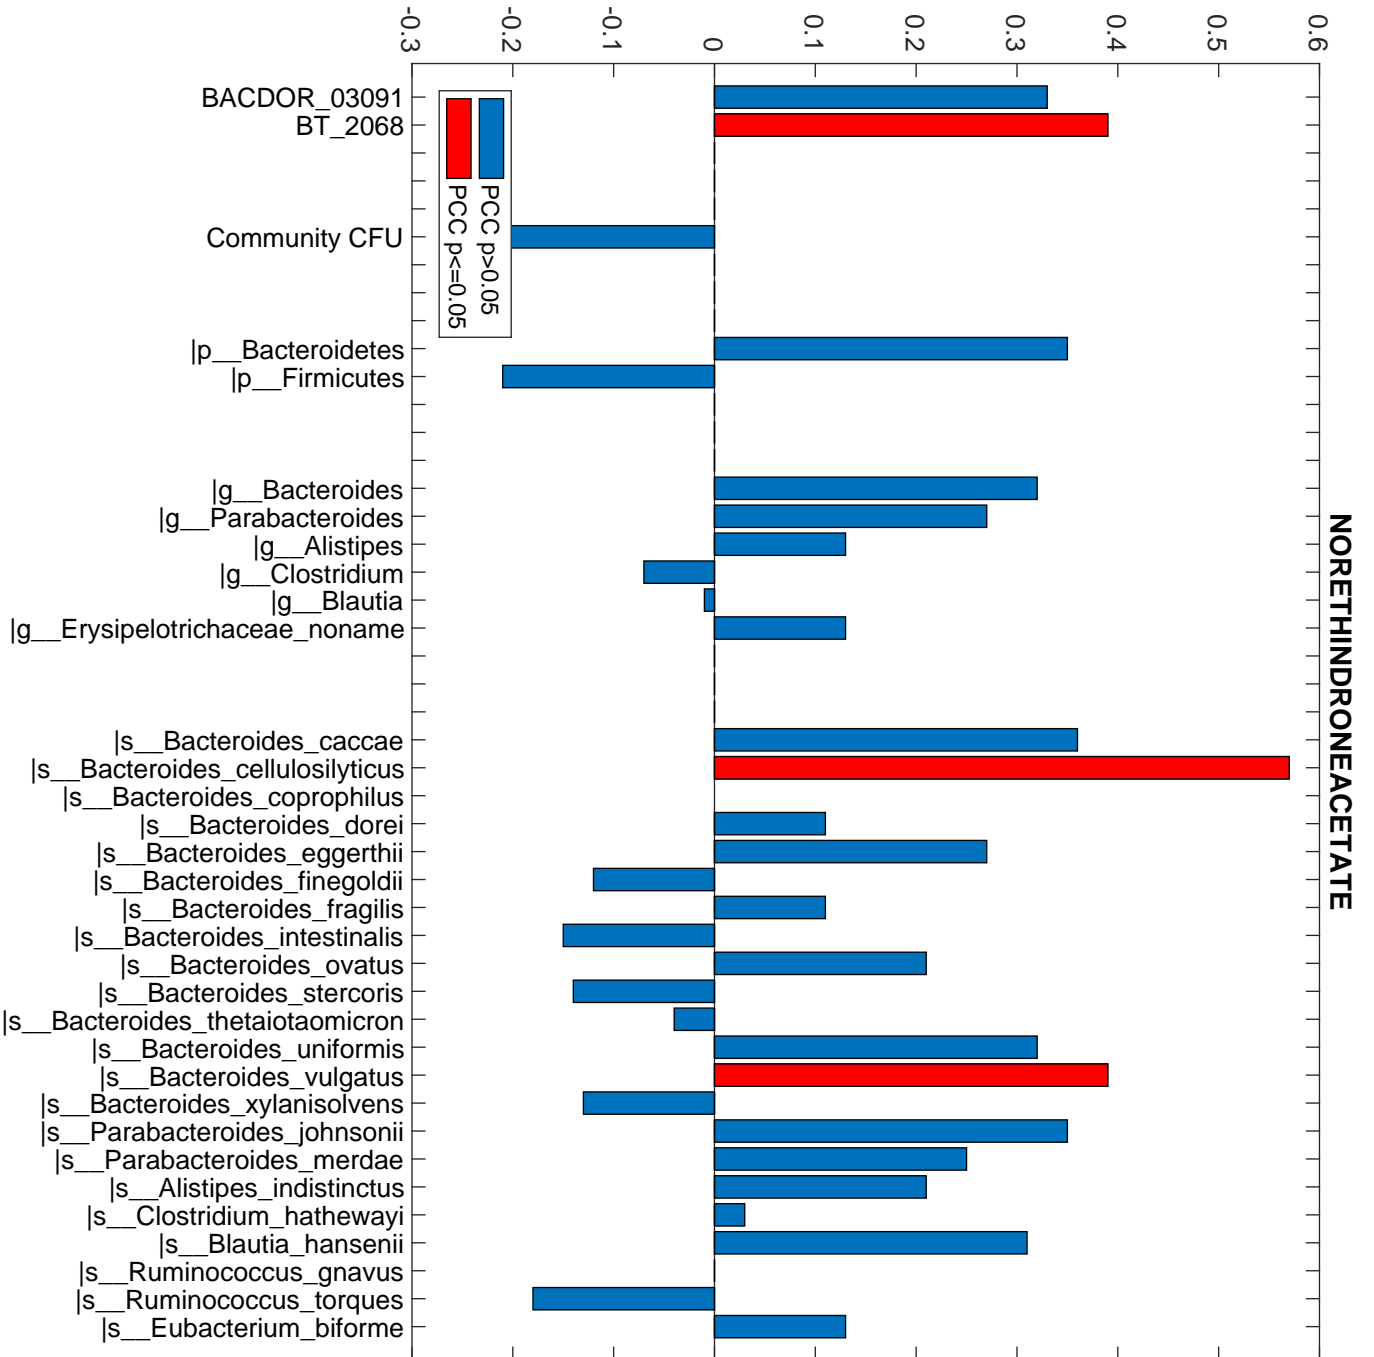 NORETHINDRONEACETATE
-0.3
-0.2
-0.1
0
0.1
0.2
0.3
0.4
0.5
0.6
BACDOR_03091
BT_2068
Community CFU
|p__Bacteroidetes
|p__Firmicutes
|g__Bacteroides
|g__Parabacteroides
|g__Alistipes
|g__Clostridium
|g__Blautia
|g__Erysipelotrichaceae_noname
|s__Bacteroides_caccae
|s__Bacteroides_cellulosilyticus
|s__Bacteroides_coprophilus
|s__Bacteroides_dorei
|s__Bacteroides_eggerthii
|s__Bacteroides_finegoldii
|s__Bacteroides_fragilis
|s__Bacteroides_intestinalis
|s__Bacteroides_ovatus
|s__Bacteroides_stercoris
|s__Bacteroides_thetaiotaomicron
|s__Bacteroides_uniformis
|s__Bacteroides_vulgatus
|s__Bacteroides_xylanisolvens
|s__Parabacteroides_johnsonii
|s__Parabacteroides_merdae
|s__Alistipes_indistinctus
|s__Clostridium_hathewayi
|s__Blautia_hansenii
|s__Ruminococcus_gnavus
|s__Ruminococcus_torques
|s__Eubacterium_biforme
PCC p>0.05
PCC p<=0.05